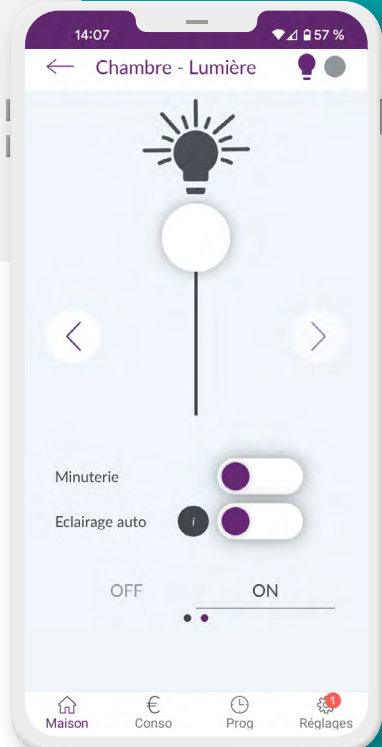 14:07 57 %
Chambre - Lumière
Minuterie
Eclairage auto i
OFF ON
1
Maison Conso Prog Réglages